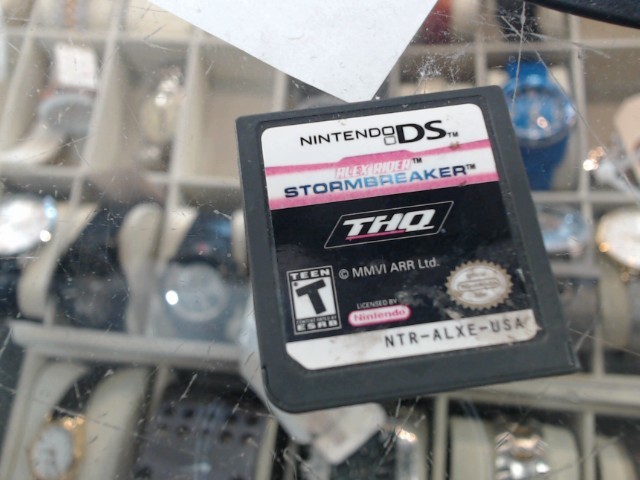 NINTENDO DS™
ALEX RIDER™
STORMBREAKER™
THQ®
TEEN
T
ESRB
© MMVI ARR Ltd.
LICENSED BY
Nintendo
NTR-ALXE-USA